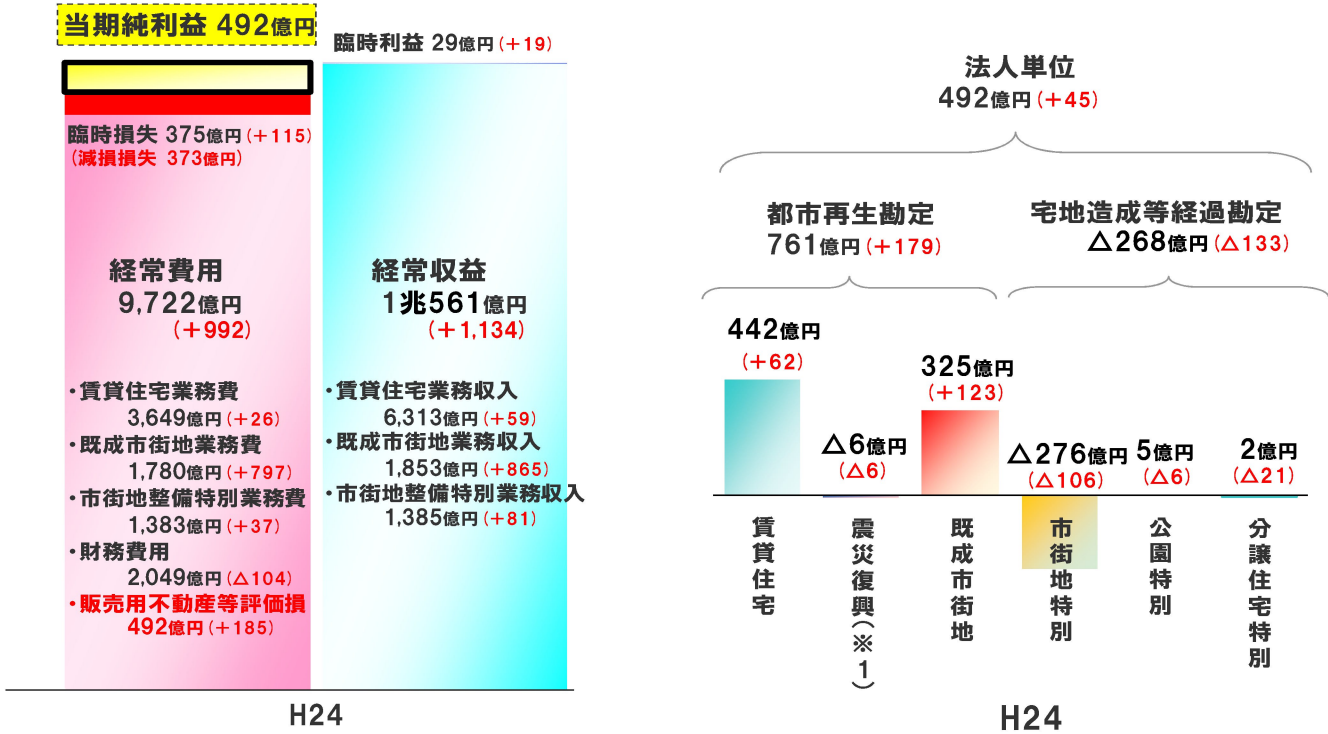 当期純利益 492億円
臨時利益 29億円(+19)
臨時損失 375億円(+115)
(減損損失 373億円)
経常費用
9,722億円
(+992)
・賃貸住宅業務費
3,649億円(+26)
・既成市街地業務費
1,780億円(+797)
・市街地整備特別業務費
1,383億円(+37)
・財務費用
2,049億円(△104)
・販売用不動産等評価損
492億円(+185)
経常収益
1兆561億円
(+1,134)
・賃貸住宅業務収入
6,313億円(+59)
・既成市街地業務収入
1,853億円(+865)
・市街地整備特別業務収入
1,385億円(+81)
H24
法人単位
492億円(+45)
都市再生勘定
761億円(+179)
宅地造成等経過勘定
△268億円(△133)
442億円
(+62)
△6億円
(△6)
325億円
(+123)
△276億円
(△106)
5億円
(△6)
2億円
(△21)
賃貸住宅
震災復興(※1)
既成市街地
市街地特別
公園特別
分譲住宅特別
H24